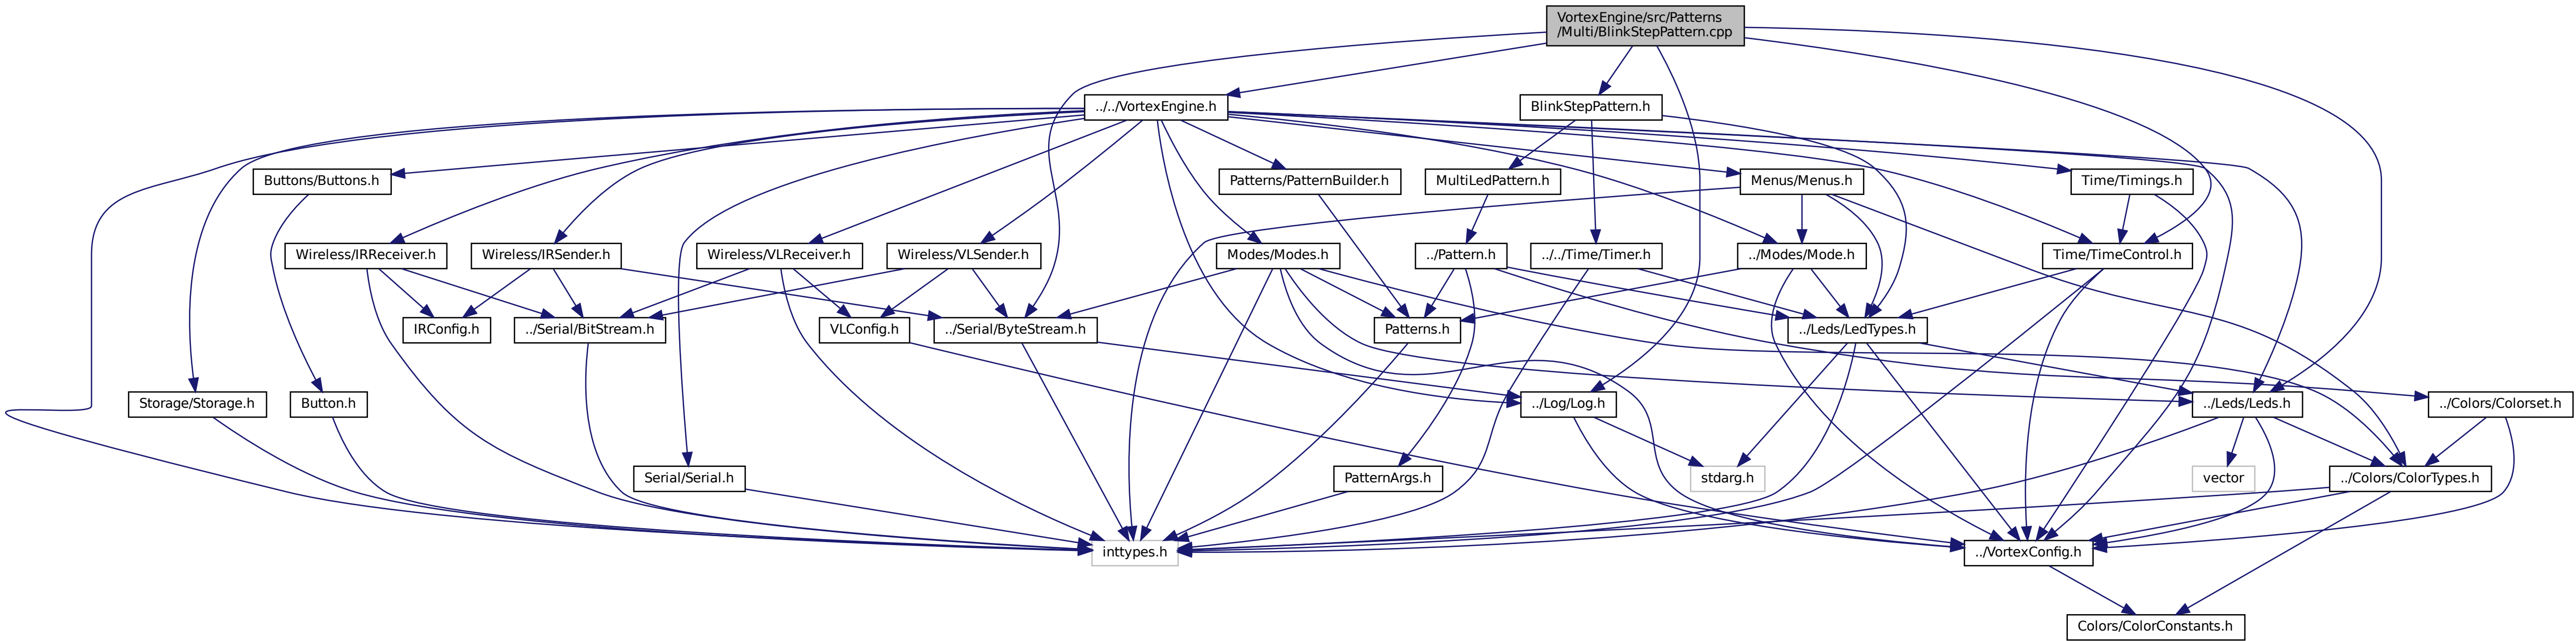 VortexEngine/src/Patterns
/Multi/BlinkStepPattern.cpp
../../VortexEngine.h
BlinkStepPattern.h
Buttons/Buttons.h
Patterns/PatternBuilder.h
MultiLedPattern.h
Menus/Menus.h
Time/Timings.h
Wireless/IRReceiver.h
Wireless/IRSender.h
Wireless/VLReceiver.h
Wireless/VLSender.h
Modes/Modes.h
../Pattern.h
../../Time/Timer.h
../Modes/Mode.h
Time/TimeControl.h
IRConfig.h
../Serial/BitStream.h
VLConfig.h
../Serial/ByteStream.h
Patterns.h
../Leds/LedTypes.h
Storage/Storage.h
Button.h
../Log/Log.h
../Leds/Leds.h
../Colors/Colorset.h
Serial/Serial.h
PatternArgs.h
stdarg.h
vector
../Colors/ColorTypes.h
inttypes.h
../VortexConfig.h
Colors/ColorConstants.h